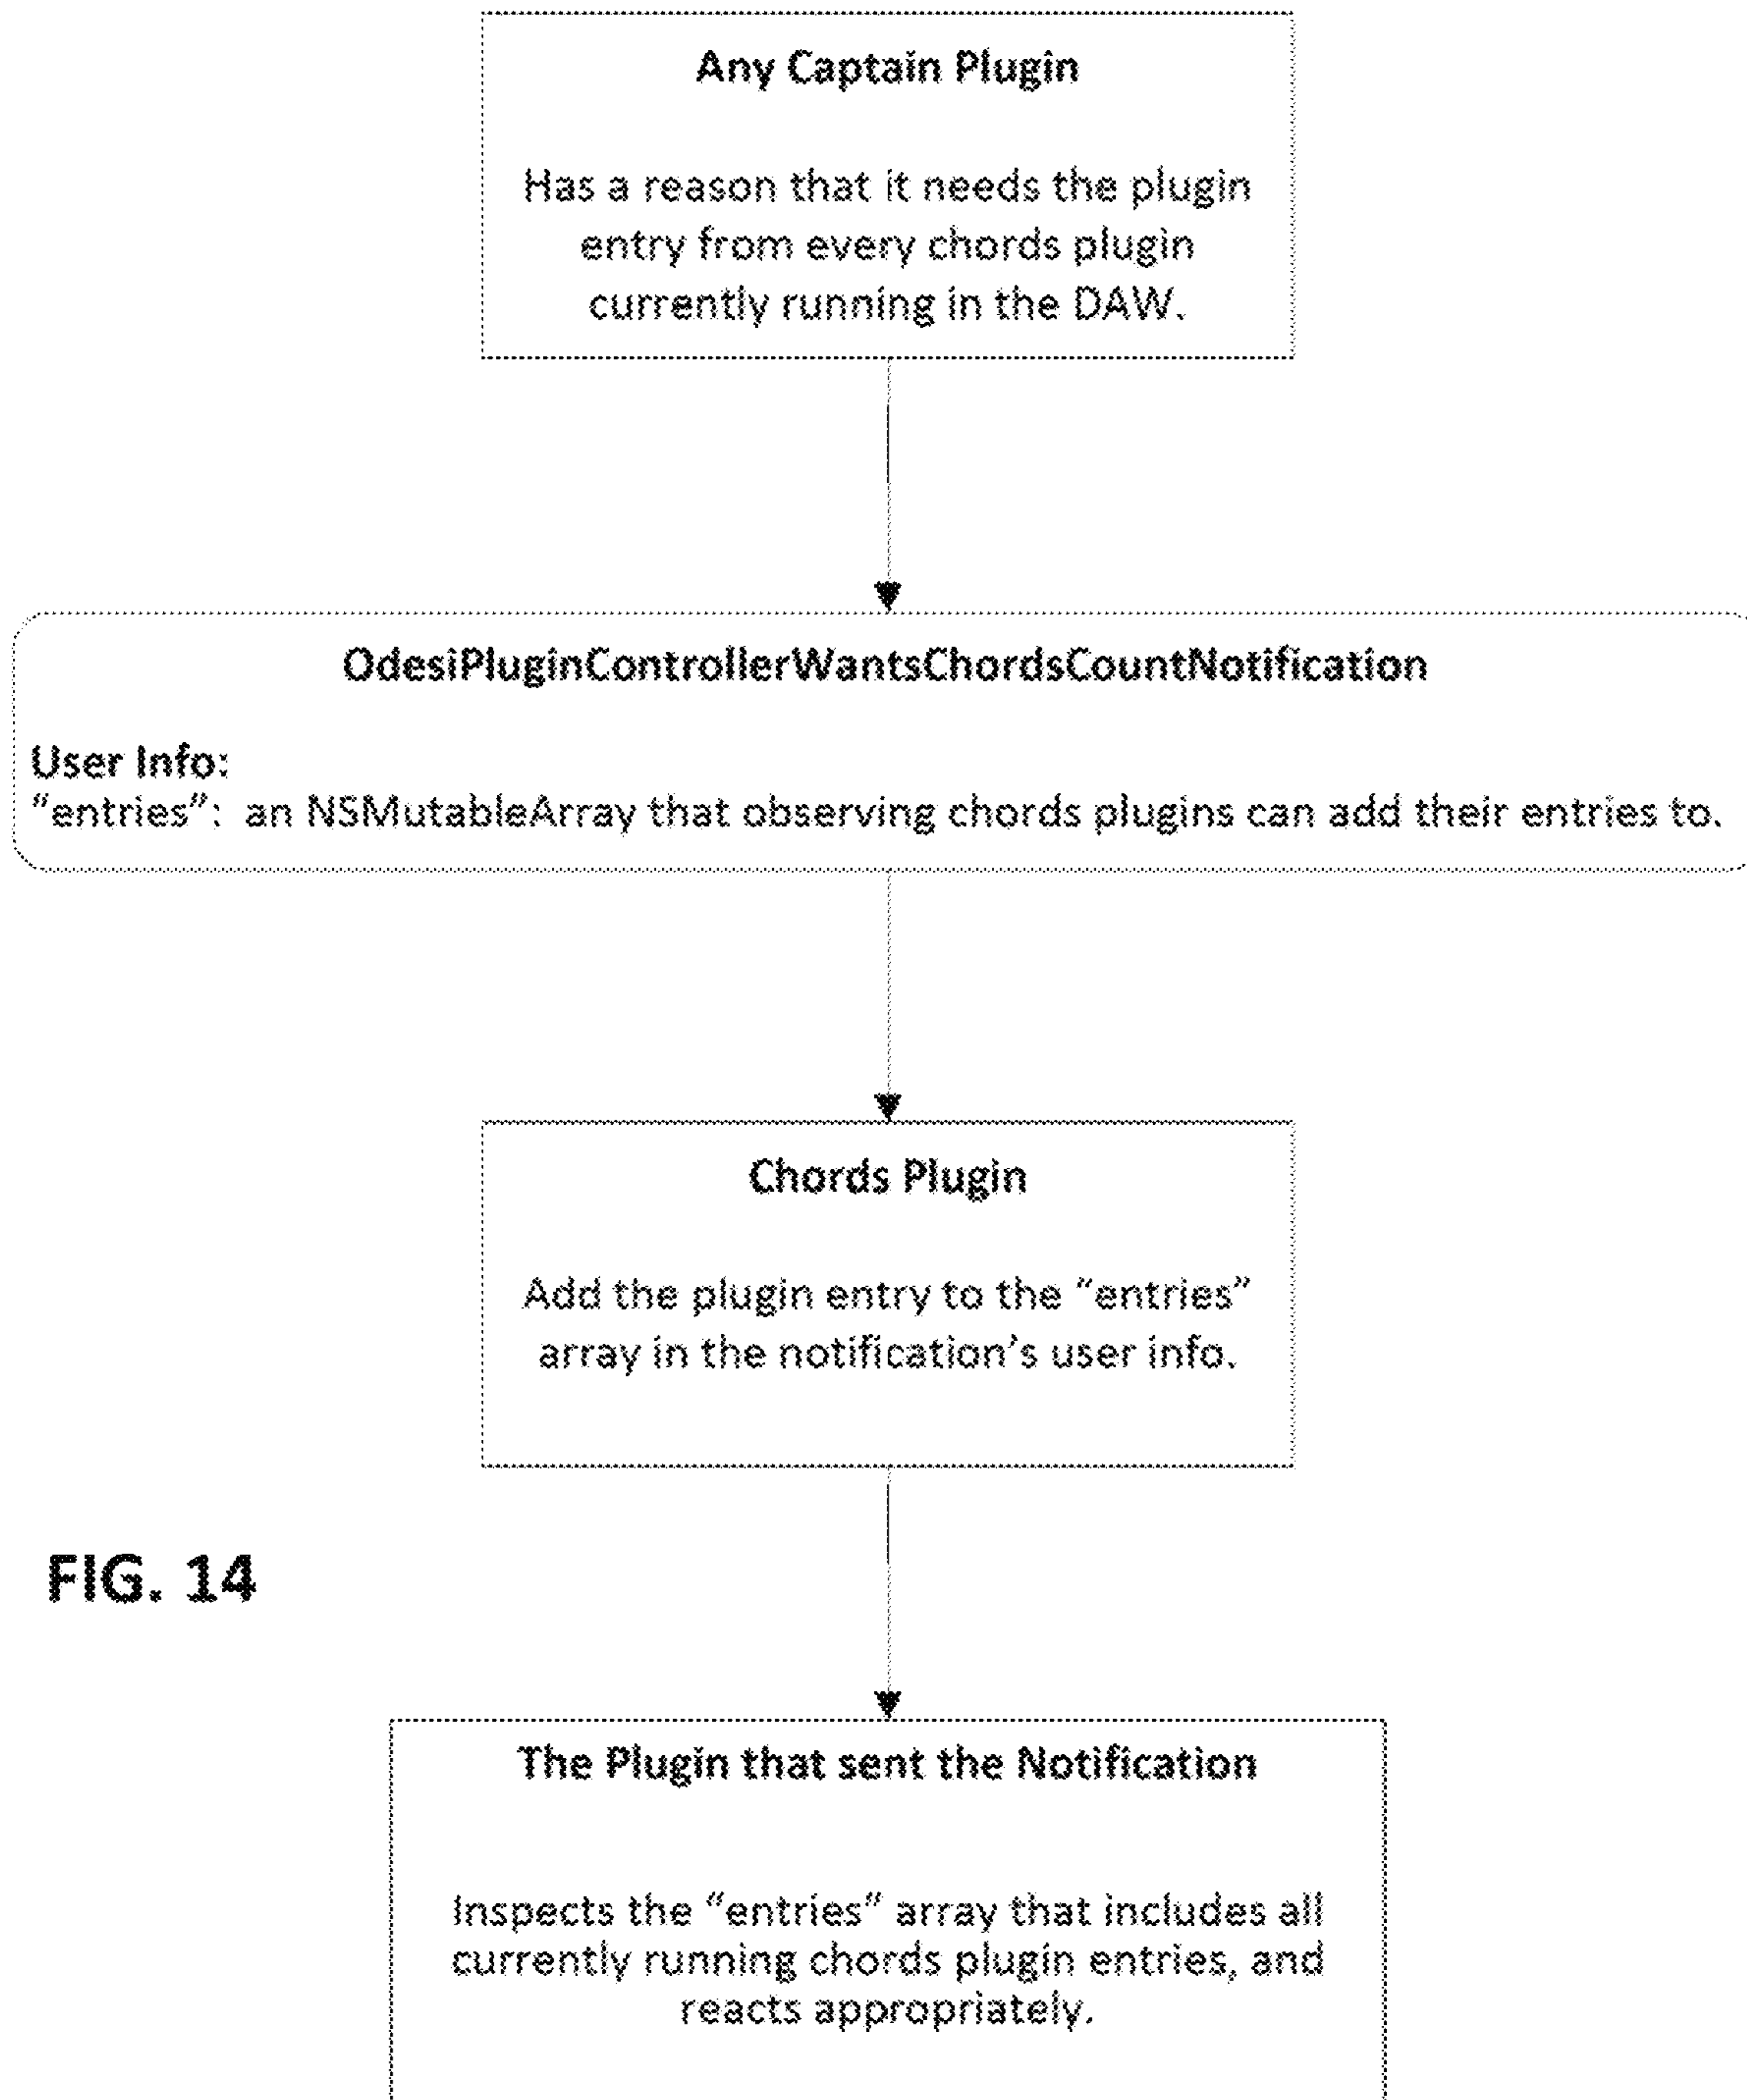 Any Captain Plugin
Has a reason that it needs the plugin
entry from every chords plugin
currently running in the DAW.
OdesiPluginControllerWantsChordsCountNotification
User Info:
“entries”: an NSMutableArray that observing chords plugins can add their entries to.
Chords Plugin
Add the plugin entry to the “entries”
array in the notification’s user info.
FIG. 14
The Plugin that sent the Notification
Inspects the “entries” array that includes all
currently running chords plugin entries, and
reacts appropriately.